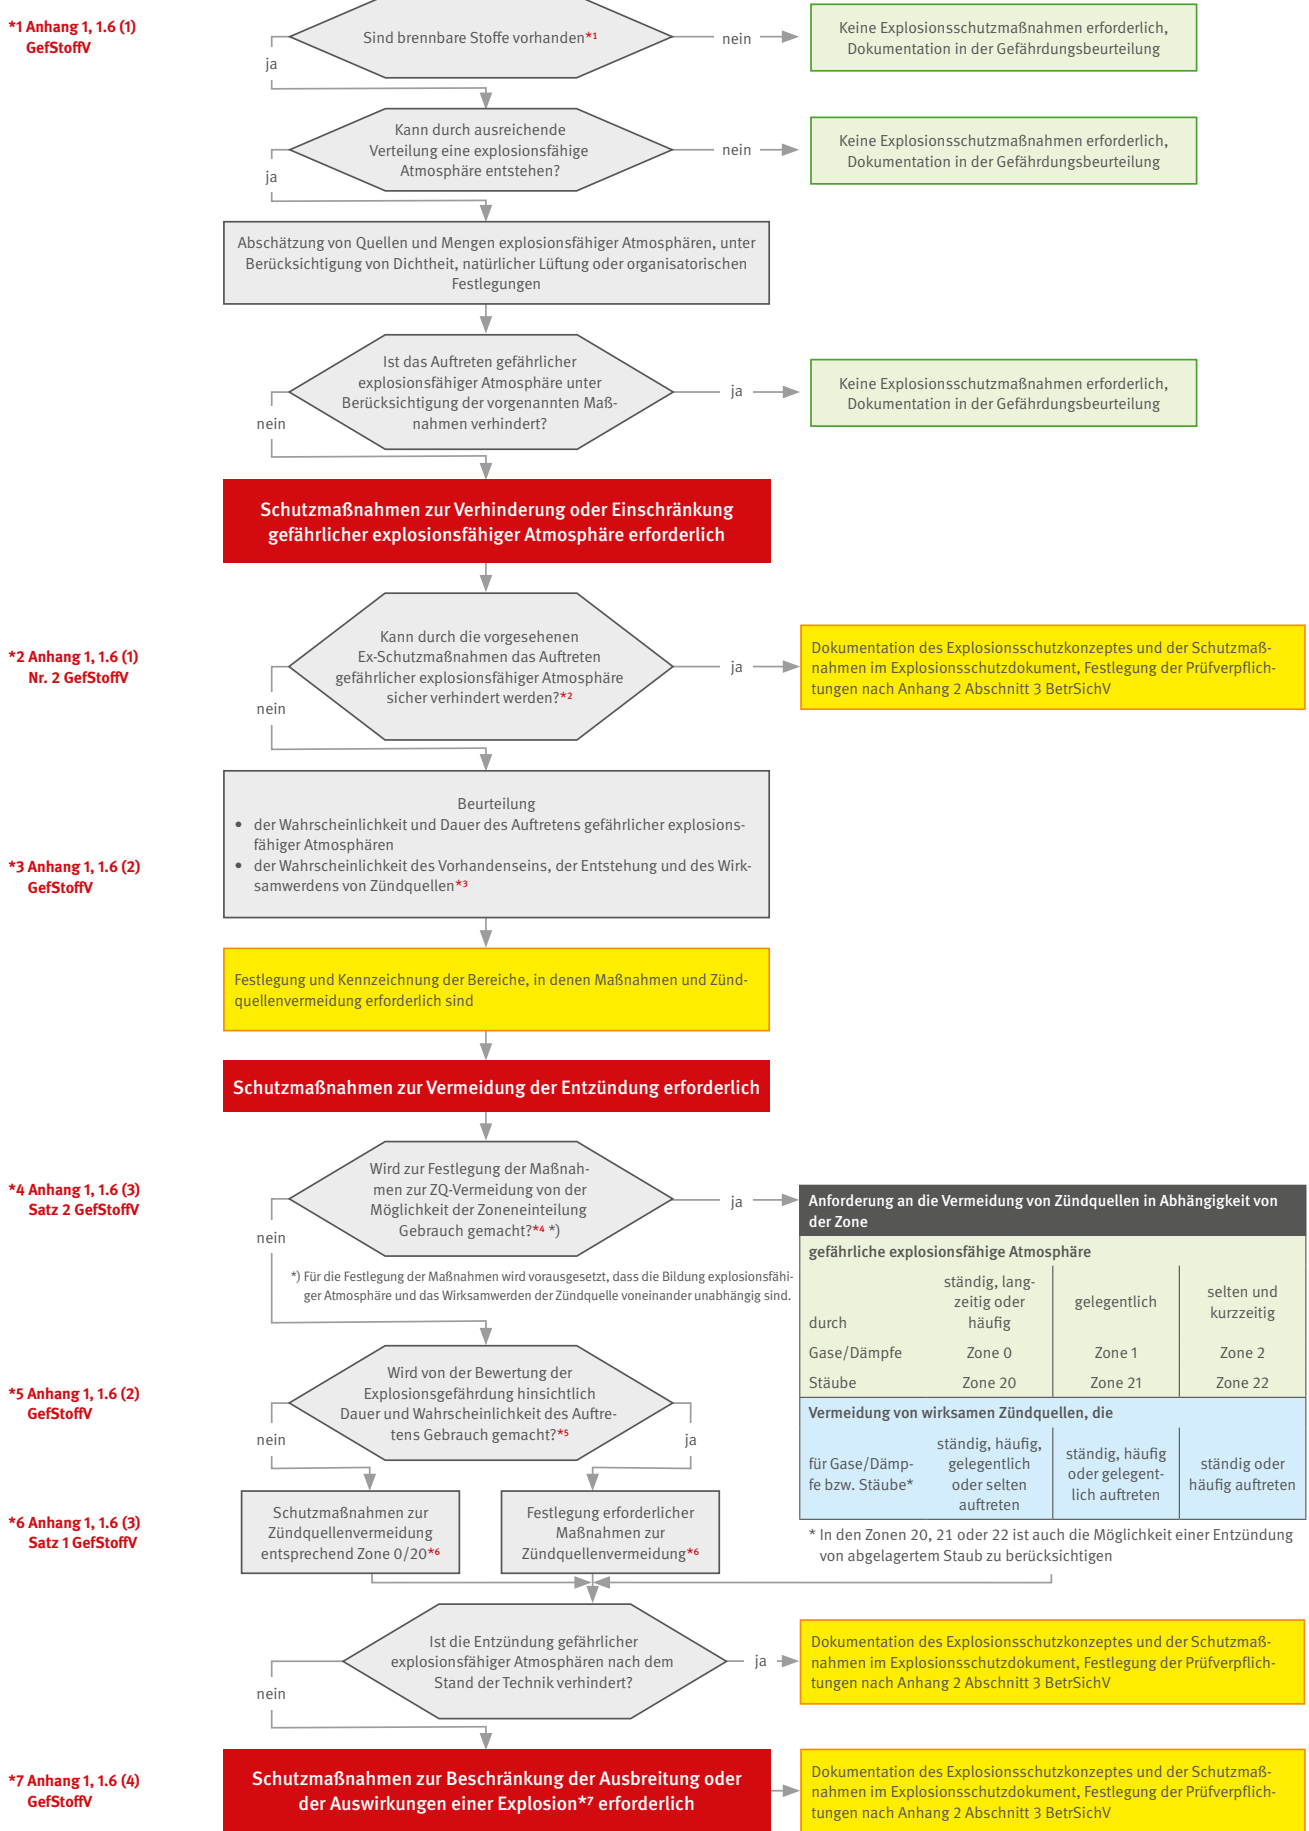 *1 Anhang 1, 1.6 (1)
GefStoffV
Sind brennbare Stoffe vorhanden*1
nein
ja
Keine Explosionsschutzmaßnahmen erforderlich,
Dokumentation in der Gefährdungsbeurteilung
Kann durch ausreichende
Verteilung eine explosionsfähige
Atmosphäre entstehen?
nein
ja
Keine Explosionsschutzmaßnahmen erforderlich,
Dokumentation in der Gefährdungsbeurteilung
Abschätzung von Quellen und Mengen explosionsfähiger Atmosphären, unter
Berücksichtigung von Dichtheit, natürlicher Lüftung oder organisatorischen
Festlegungen
Ist das Auftreten gefährlicher
explosionsfähiger Atmosphäre unter
Berücksichtigung der vorgenannten Maß-
nahmen verhindert?
ja
nein
Keine Explosionsschutzmaßnahmen erforderlich,
Dokumentation in der Gefährdungsbeurteilung
Schutzmaßnahmen zur Verhinderung oder Einschränkung
gefährlicher explosionsfähiger Atmosphäre erforderlich
*2 Anhang 1, 1.6 (1)
Nr. 2 GefStoffV
Kann durch die vorgesehenen
Ex-Schutzmaßnahmen das Auftreten
gefährlicher explosionsfähiger Atmosphäre
sicher verhindert werden?*2
ja
nein
Dokumentation des Explosionsschutzkonzeptes und der Schutzmaß-
nahmen im Explosionsschutzdokument, Festlegung der Prüfverpflich-
tungen nach Anhang 2 Abschnitt 3 BetrSichV
*3 Anhang 1, 1.6 (2)
GefStoffV
Beurteilung
• der Wahrscheinlichkeit und Dauer des Auftretens gefährlicher explosions-
fähiger Atmosphären
• der Wahrscheinlichkeit des Vorhandenseins, der Entstehung und des Wirk-
samwerdens von Zündquellen*3
Festlegung und Kennzeichnung der Bereiche, in denen Maßnahmen und Zünd-
quellenvermeidung erforderlich sind
Schutzmaßnahmen zur Vermeidung der Entzündung erforderlich
*4 Anhang 1, 1.6 (3)
Satz 2 GefStoffV
Wird zur Festlegung der Maßnah-
men zur ZQ-Vermeidung von der
Möglichkeit der Zoneneinteilung
Gebrauch gemacht?*4 *)
ja
nein
*) Für die Festlegung der Maßnahmen wird vorausgesetzt, dass die Bildung explosionsfähi-
ger Atmosphäre und das Wirksamwerden der Zündquelle voneinander unabhängig sind.
Anforderung an die Vermeidung von Zündquellen in Abhängigkeit von
der Zone
gefährliche explosionsfähige Atmosphäre
durch
ständig, lang-
zeitig oder
häufig
gelegentlich
selten und
kurzzeitig
Gase/Dämpfe Zone 0 Zone 1 Zone 2
Stäube Zone 20 Zone 21 Zone 22
Vermeidung von wirksamen Zündquellen, die
für Gase/Dämp-
fe bzw. Stäube*
ständig, häufig,
gelegentlich
oder selten
auftreten
ständig, häufig
oder gelegent-
lich auftreten
ständig oder
häufig auftreten
* In den Zonen 20, 21 oder 22 ist auch die Möglichkeit einer Entzündung
von abgelagertem Staub zu berücksichtigen
*5 Anhang 1, 1.6 (2)
GefStoffV
Wird von der Bewertung der
Explosionsgefährdung hinsichtlich
Dauer und Wahrscheinlichkeit des Auftre-
tens Gebrauch gemacht?*5
nein
ja
*6 Anhang 1, 1.6 (3)
Satz 1 GefStoffV
Schutzmaßnahmen zur
Zündquellenvermeidung
entsprechend Zone 0/20*6
Festlegung erforderlicher
Maßnahmen zur
Zündquellenvermeidung*6
Ist die Entzündung gefährlicher
explosionsfähiger Atmosphären nach dem
Stand der Technik verhindert?
ja
nein
Dokumentation des Explosionsschutzkonzeptes und der Schutzmaß-
nahmen im Explosionsschutzdokument, Festlegung der Prüfverpflich-
tungen nach Anhang 2 Abschnitt 3 BetrSichV
*7 Anhang 1, 1.6 (4)
GefStoffV
Schutzmaßnahmen zur Beschränkung der Ausbreitung oder
der Auswirkungen einer Explosion*7 erforderlich
Dokumentation des Explosionsschutzkonzeptes und der Schutzmaß-
nahmen im Explosionsschutzdokument, Festlegung der Prüfverpflich-
tungen nach Anhang 2 Abschnitt 3 BetrSichV